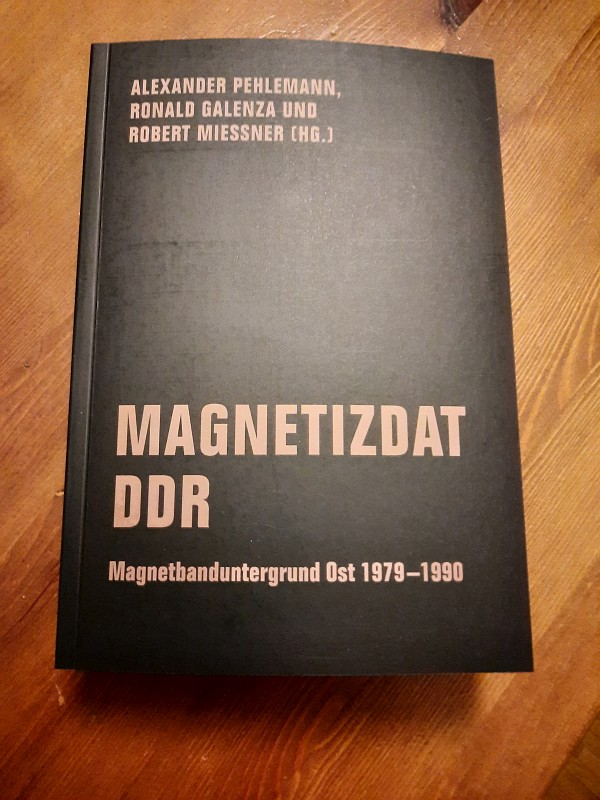 ALEXANDER PEHLEMANN,
RONALD GALENZA UND
ROBERT MIESSNER (HG.)
MAGNETIZDAT
DDR
Magnetbanduntergrund Ost 1979–1990